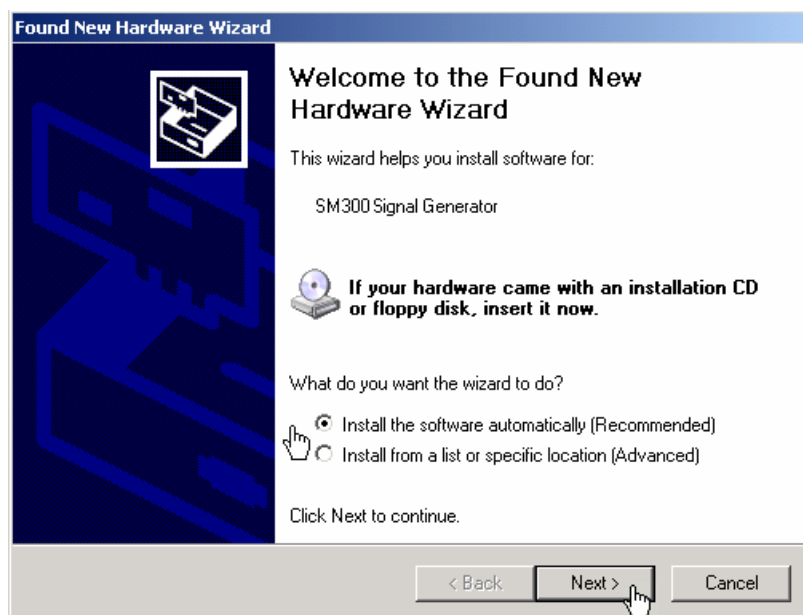 Found New Hardware Wizard
Welcome to the Found New
Hardware Wizard
This wizard helps you install software for:
SM300 Signal Generator
If your hardware came with an installation CD
or floppy disk, insert it now.
What do you want the wizard to do?
Install the software automatically (Recommended)
Install from a list or specific location (Advanced)
Click Next to continue.
< Back
Next >
Cancel